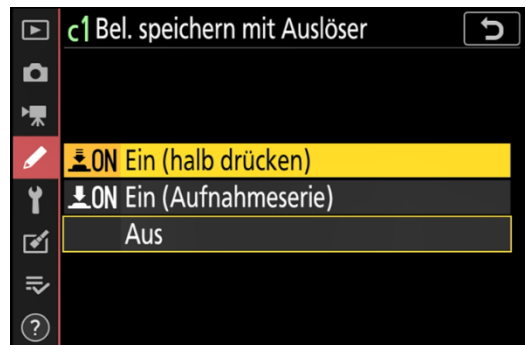 c1 Bel. speichern mit Auslöser
ON Ein (halb drücken)
ON Ein (Aufnahmeserie)
Aus
?